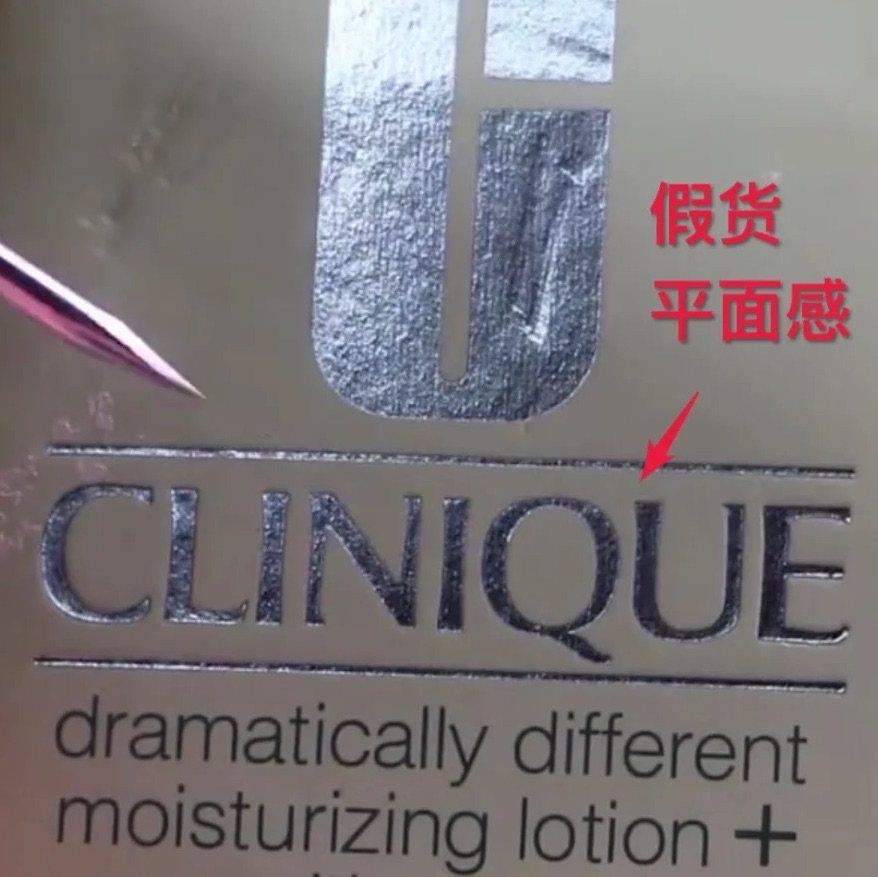 假货
平面感
CLINIQUE
dramatically different
moisturizing lotion +